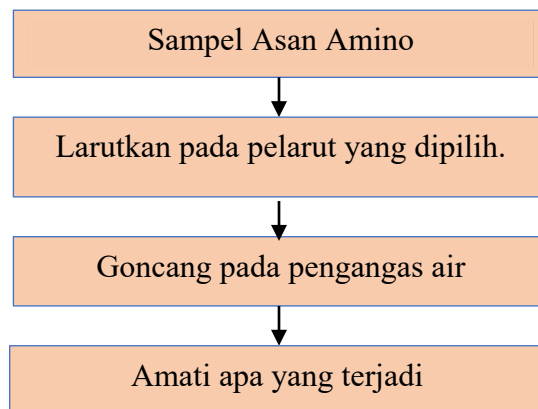 Sampel Asan Amino
Larutkan pada pelarut yang dipilih.
Goncang pada pengangas air
Amati apa yang terjadi